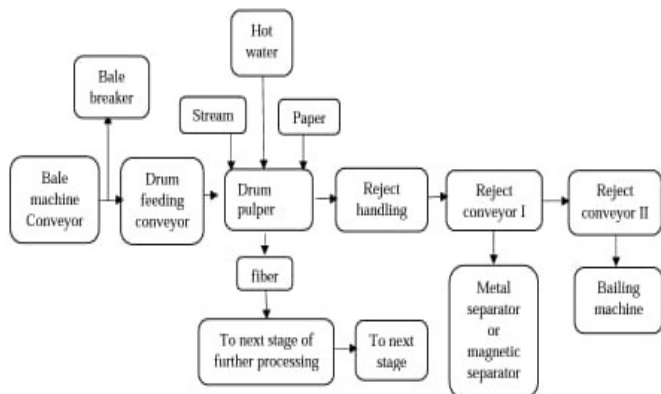 Hot
water
Bale
breaker
Stream
Paper
Bale
machine
Conveyor
Drum
feeding
conveyor
Drum
pulper
Reject
handling
Reject
conveyor I
Reject
conveyor II
fiber
Metal
separator
or
magnetic
separator
Bailing
machine
To next stage of
further processing
To next
stage